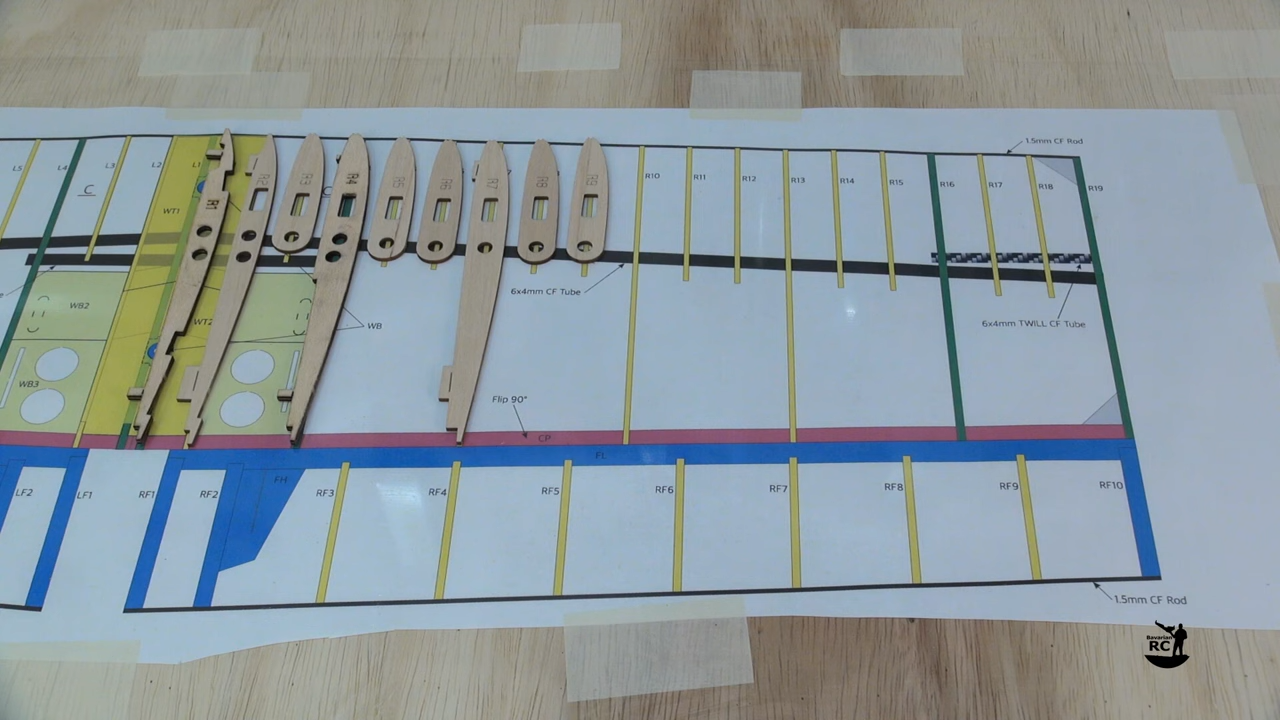 1.5mm CF Rod
L5
L4
L3
L2
L1
R10
R11
R12
R13
R14
R15
R16
R17
R18
R19
C
R1
R2
R3
R4
R5
R6
R7
R8
R9
WT1
6x4mm CF Tube
WB2
WT2
WB
6x4mm TWILL CF Tube
WB3
Flip 90°
CP
FL
LF2
LF1
RF1
RF2
FH
RF3
RF4
RF5
RF6
RF7
RF8
RF9
RF10
1.5mm CF Rod
Bavarian
RC